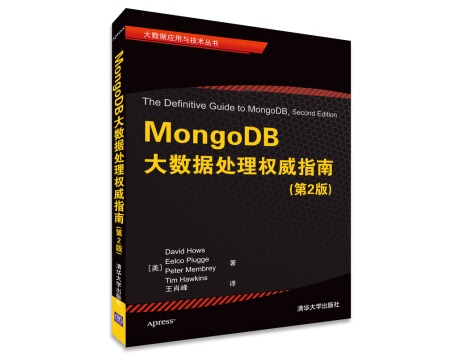 大数据应用与技术丛书
The Definitive Guide to MongoDB, Second Edition
MongoDB
大数据处理权威指南
(第2版)
David Hows
Eelco Plugge
[美] Peter Membrey 著
Tim Hawkins
王肖峰 译
清华大学出版社
Apress®
MongoDB大数据处理权威指南(第2版)
清华大学出版社